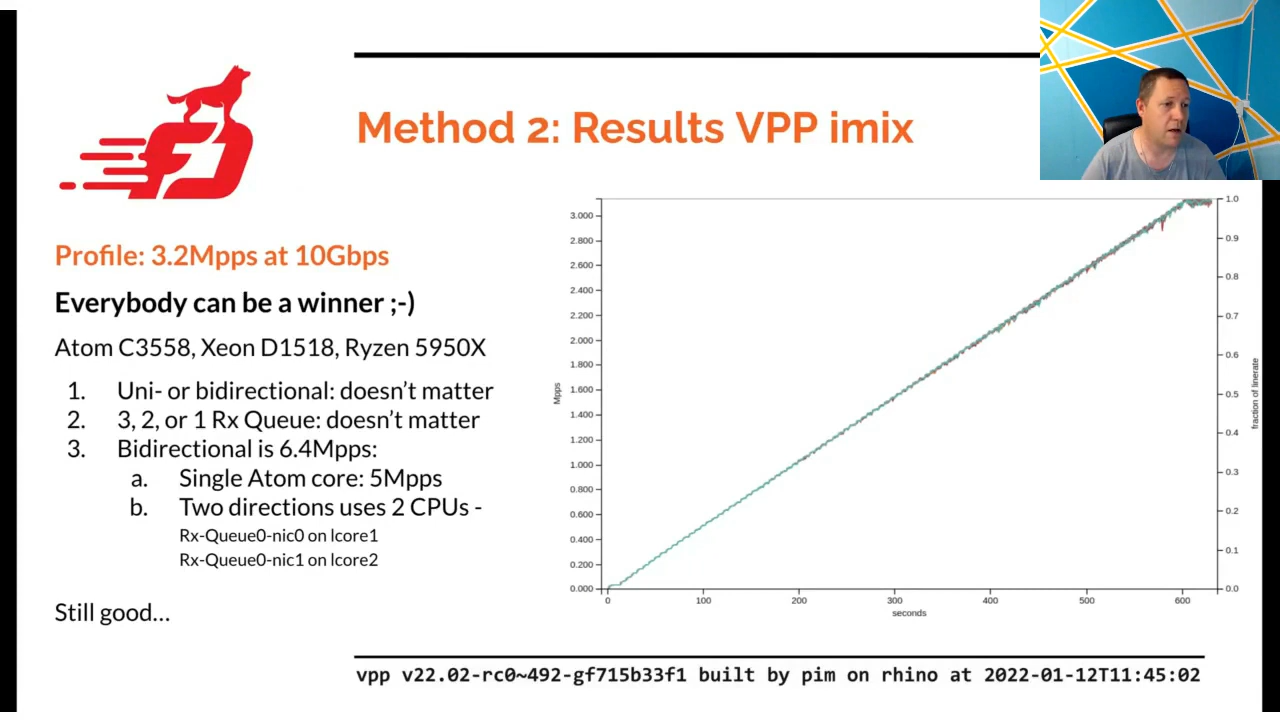 Method 2: Results VPP imix
Profile: 3.2Mpps at 10Gbps
Everybody can be a winner ;-)
Atom C3558, Xeon D1518, Ryzen 5950X
1. Uni- or bidirectional: doesn't matter
2. 3, 2, or 1 Rx Queue: doesn't matter
3. Bidirectional is 6.4Mpps:
a. Single Atom core: 5Mpps
b. Two directions uses 2 CPUs -
Rx-Queue0-nic0 on lcore1
Rx-Queue0-nic1 on lcore2
Still good...
Mpps
3.000
2.800
2.600
2.400
2.200
2.000
1.800
1.600
1.400
1.200
1.000
0.800
0.600
0.400
0.200
0.000
0 100 200 300 400 500 600
seconds
1.0
0.9
0.8
0.7
0.6
0.5
0.4
0.3
0.2
0.1
0.0
fraction of linerate
vpp v22.02-rc0~492-gf715b33f1 built by pim on rhino at 2022-01-12T11:45:02